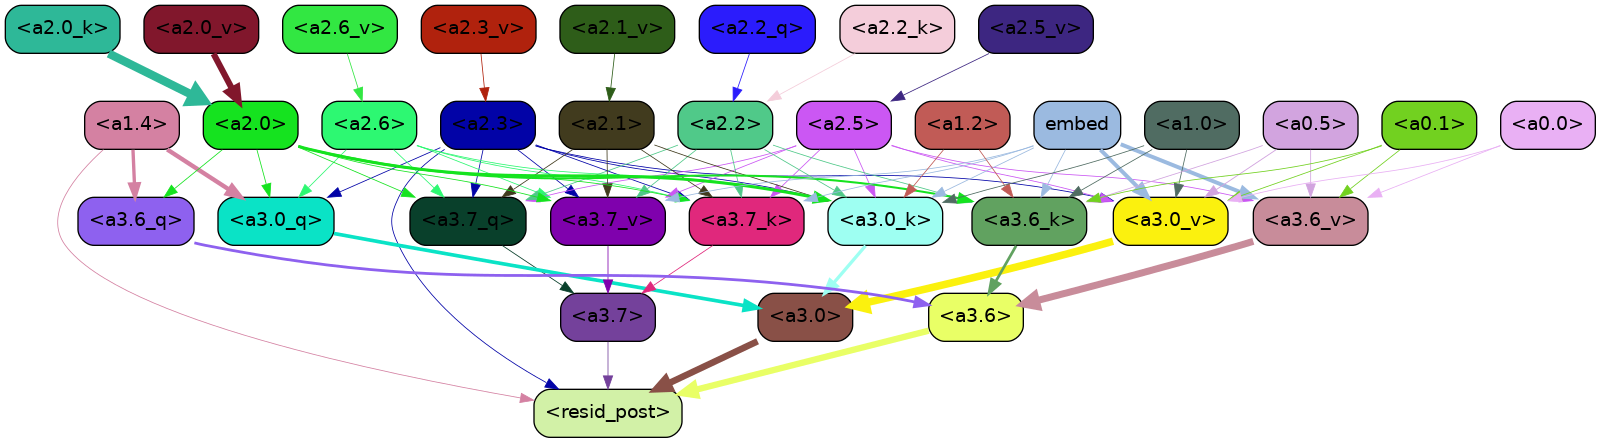 <a2.0_k> <a2.0_v> <a2.6_v> <a2.3_v> <a2.1_v> <a2.2_q> <a2.2_k> <a2.5_v>
<a1.4> <a2.0> <a2.6> <a2.3> <a2.1> <a2.2> <a2.5> <a1.2> embed <a1.0> <a0.5> <a0.1> <a0.0>
<a3.6_q> <a3.0_q> <a3.7_q> <a3.7_v> <a3.7_k> <a3.0_k> <a3.6_k> <a3.0_v> <a3.6_v>
<a3.7> <a3.0> <a3.6>
<resid_post>